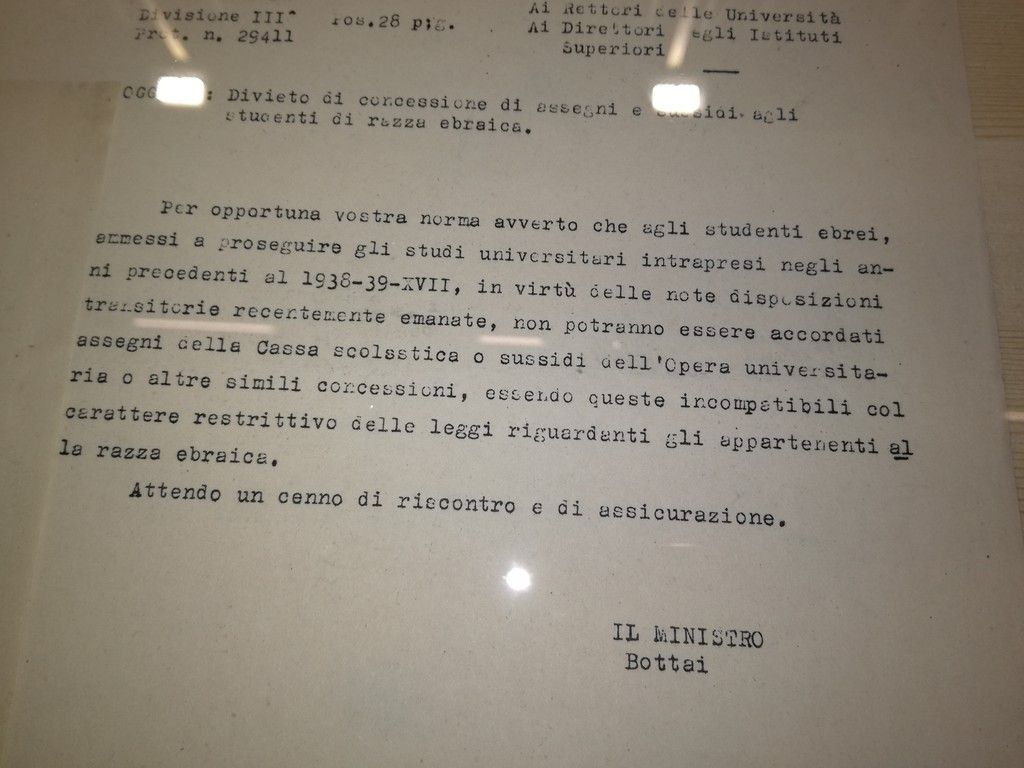 Divisione IIIª ros.28 p;g.
Prot. n. 29411
Ai Rettori delle Università
Ai Direttori degli Istituti
Superiori
: Divieto di concessione di assegni e sussidi agli
studenti di razza ebraica.
Per opportuna vostra norma avverto che agli studenti ebrei,
ammessi a proseguire gli studi universitari intrapresi negli an-
ni precedenti al 1938-39-XVII, in virtù delle note disposizioni
transitorie recentemente emanate, non potranno essere accordati
assegni della Cassa scolsstica o sussidi dell'Opera universita-
ria o altre simili concessioni, essendo queste incompatibili col
carattere restrittivo delle leggi riguardanti gli appartenenti al
la razza ebraica.
Attendo un cenno di riscontro e di assicurazione.
IL MINISTRO
Bottai